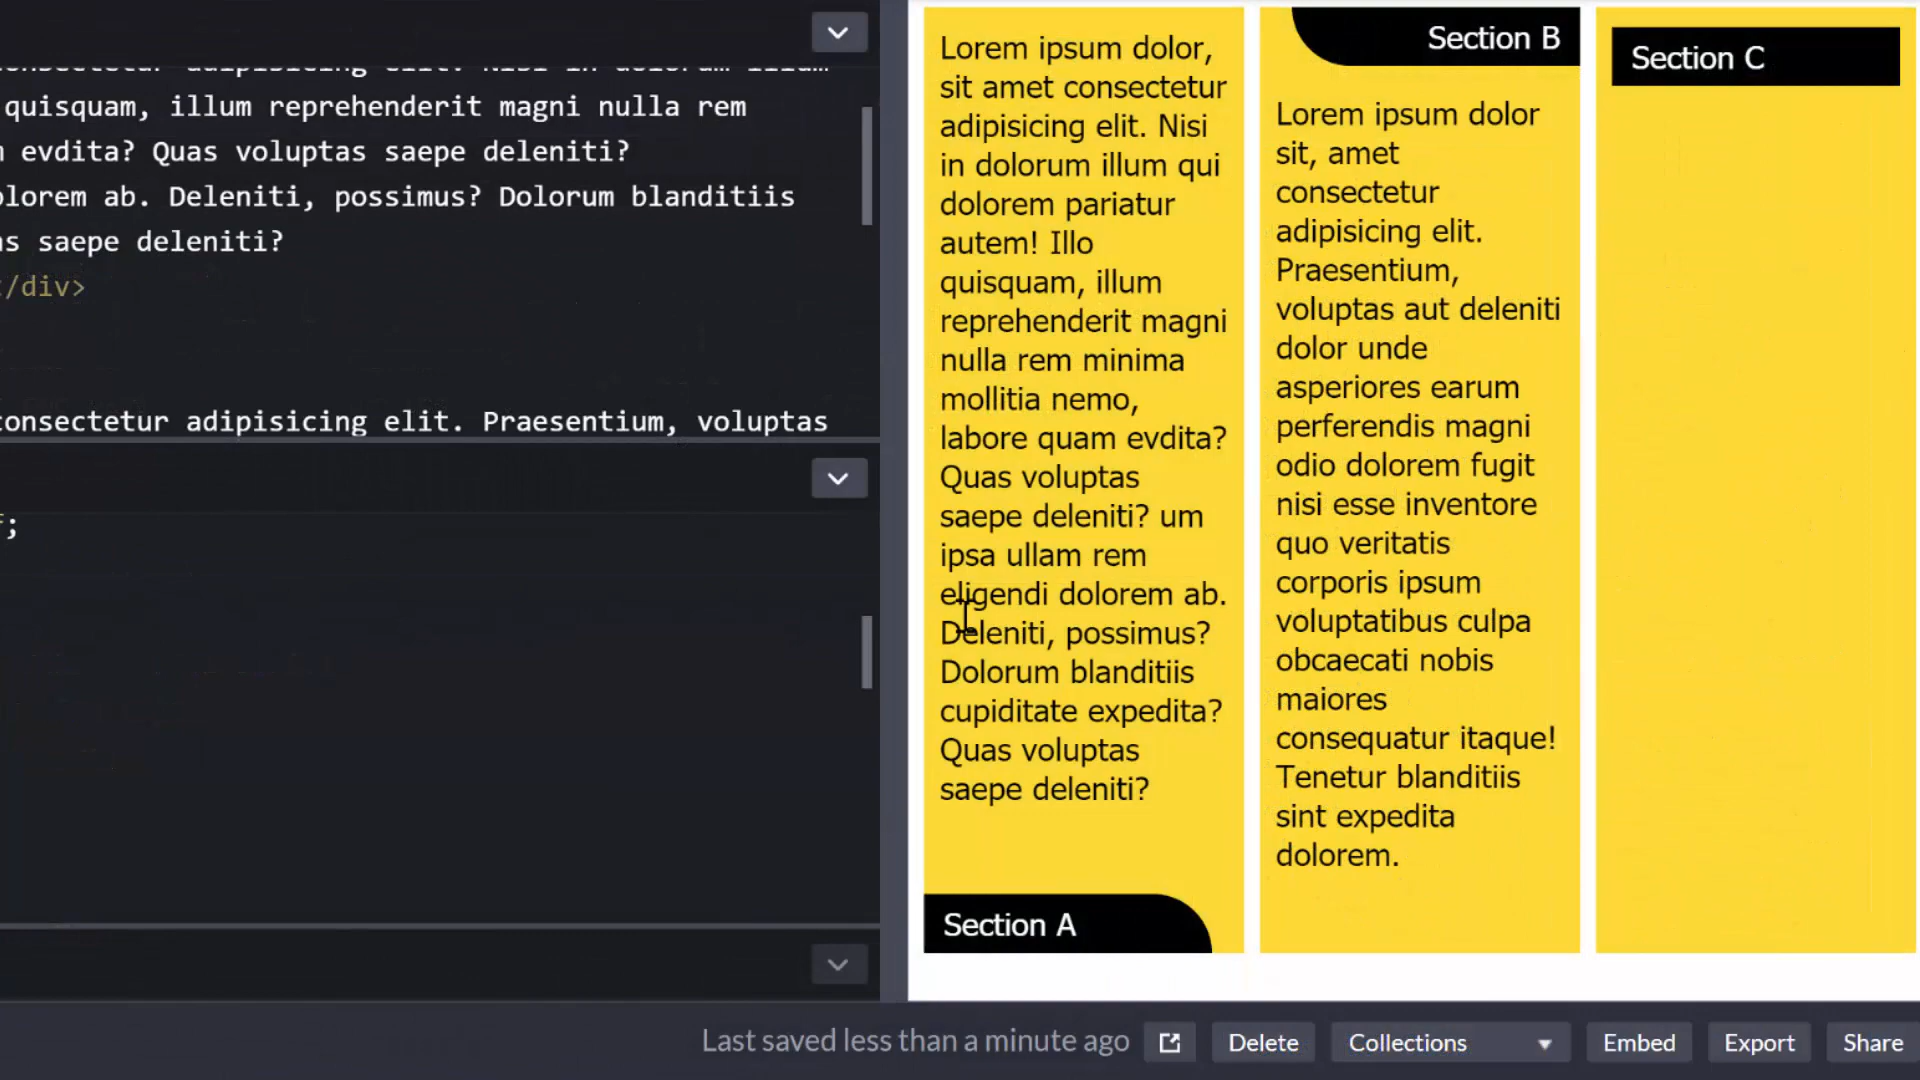 quisquam, illum reprehenderit magni nulla rem
evdita? Quas voluptas saepe deleniti?
dolorem ab. Deleniti, possimus? Dolorum blanditiis
saepe deleniti?
/div>
consectetur adipisicing elit. Praesentium, voluptas
;
Lorem ipsum dolor,
sit amet consectetur
adipisicing elit. Nisi
in dolorum illum qui
dolorem pariatur
autem! Illo
quisquam, illum
reprehenderit magni
nulla rem minima
mollitia nemo,
labore quam evdita?
Quas voluptas
saepe deleniti? um
ipsa ullam rem
eligendi dolorem ab.
Deleniti, possimus?
Dolorum blanditiis
cupiditate expedita?
Quas voluptas
saepe deleniti?
Section A
Section B
Lorem ipsum dolor
sit, amet
consectetur
adipisicing elit.
Praesentium,
voluptas aut deleniti
dolor unde
asperiores earum
perferendis magni
odio dolorem fugit
nisi esse inventore
quo veritatis
corporis ipsum
voluptatibus culpa
obcaecati nobis
maiores
consequatur itaque!
Tenetur blanditiis
sint expedita
dolorem.
Section C
Last saved less than a minute ago
Delete
Collections
Embed
Export
Share